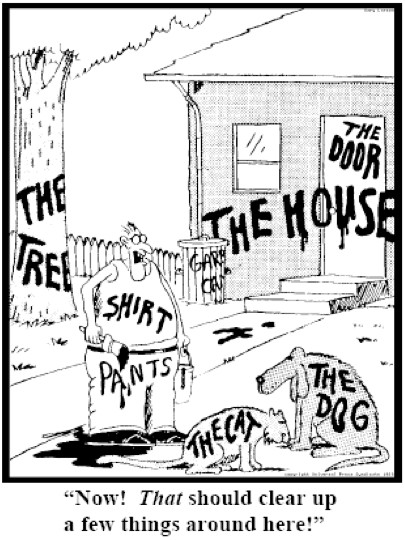 THE
DOOR
THE HOUSE
THE
TREE
GARB
CAN
SHIRT
PANTS
THE
DOG
THE CAT
“Now! That should clear up
a few things around here!”